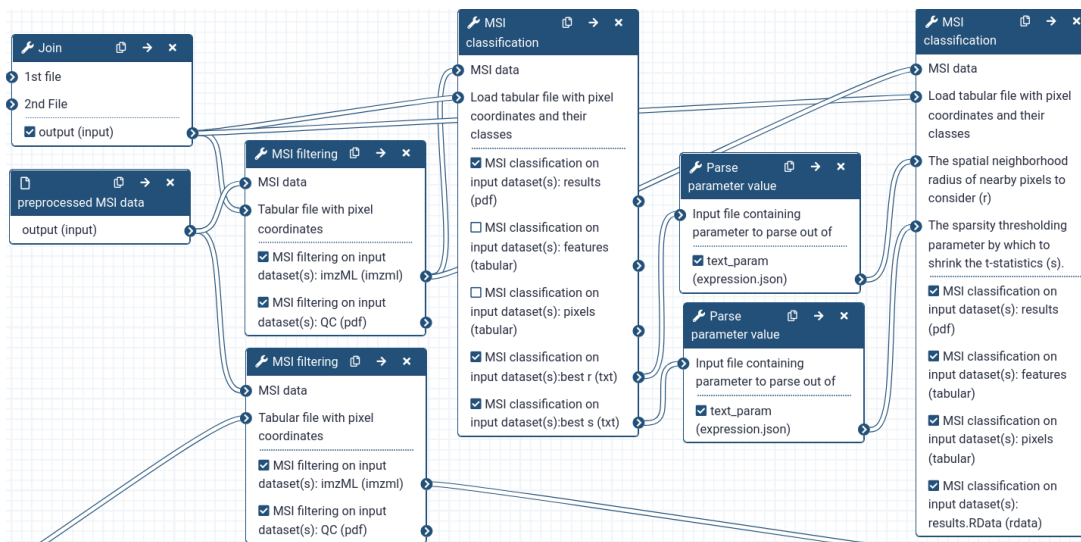 Join
1st file
2nd File
output (input)
preprocessed MSI data
output (input)
MSI filtering
MSI data
Tabular file with pixel
coordinates
MSI filtering on input
dataset(s): imzML (imzml)
MSI filtering on input
dataset(s): QC (pdf)
MSI filtering
MSI data
Tabular file with pixel
coordinates
MSI filtering on input
dataset(s): imzML (imzml)
MSI filtering on input
dataset(s): QC (pdf)
MSI
classification
MSI data
Load tabular file with pixel
coordinates and their
classes
MSI classification on
input dataset(s): results
(pdf)
MSI classification on
input dataset(s): features
(tabular)
MSI classification on
input dataset(s): pixels
(tabular)
MSI classification on
input dataset(s):best r (txt)
MSI classification on
input dataset(s):best s (txt)
Parse
parameter value
Input file containing
parameter to parse out of
text_param
(expression.json)
Parse
parameter value
Input file containing
parameter to parse out of
text_param
(expression.json)
MSI
classification
MSI data
Load tabular file with pixel
coordinates and their
classes
The spatial neighborhood
radius of nearby pixels to
consider (r)
The sparsity thresholding
parameter by which to
shrink the t-statistics (s).
MSI classification on
input dataset(s): results
(pdf)
MSI classification on
input dataset(s): features
(tabular)
MSI classification on
input dataset(s): pixels
(tabular)
MSI classification on
input dataset(s):
results.RData (rdata)